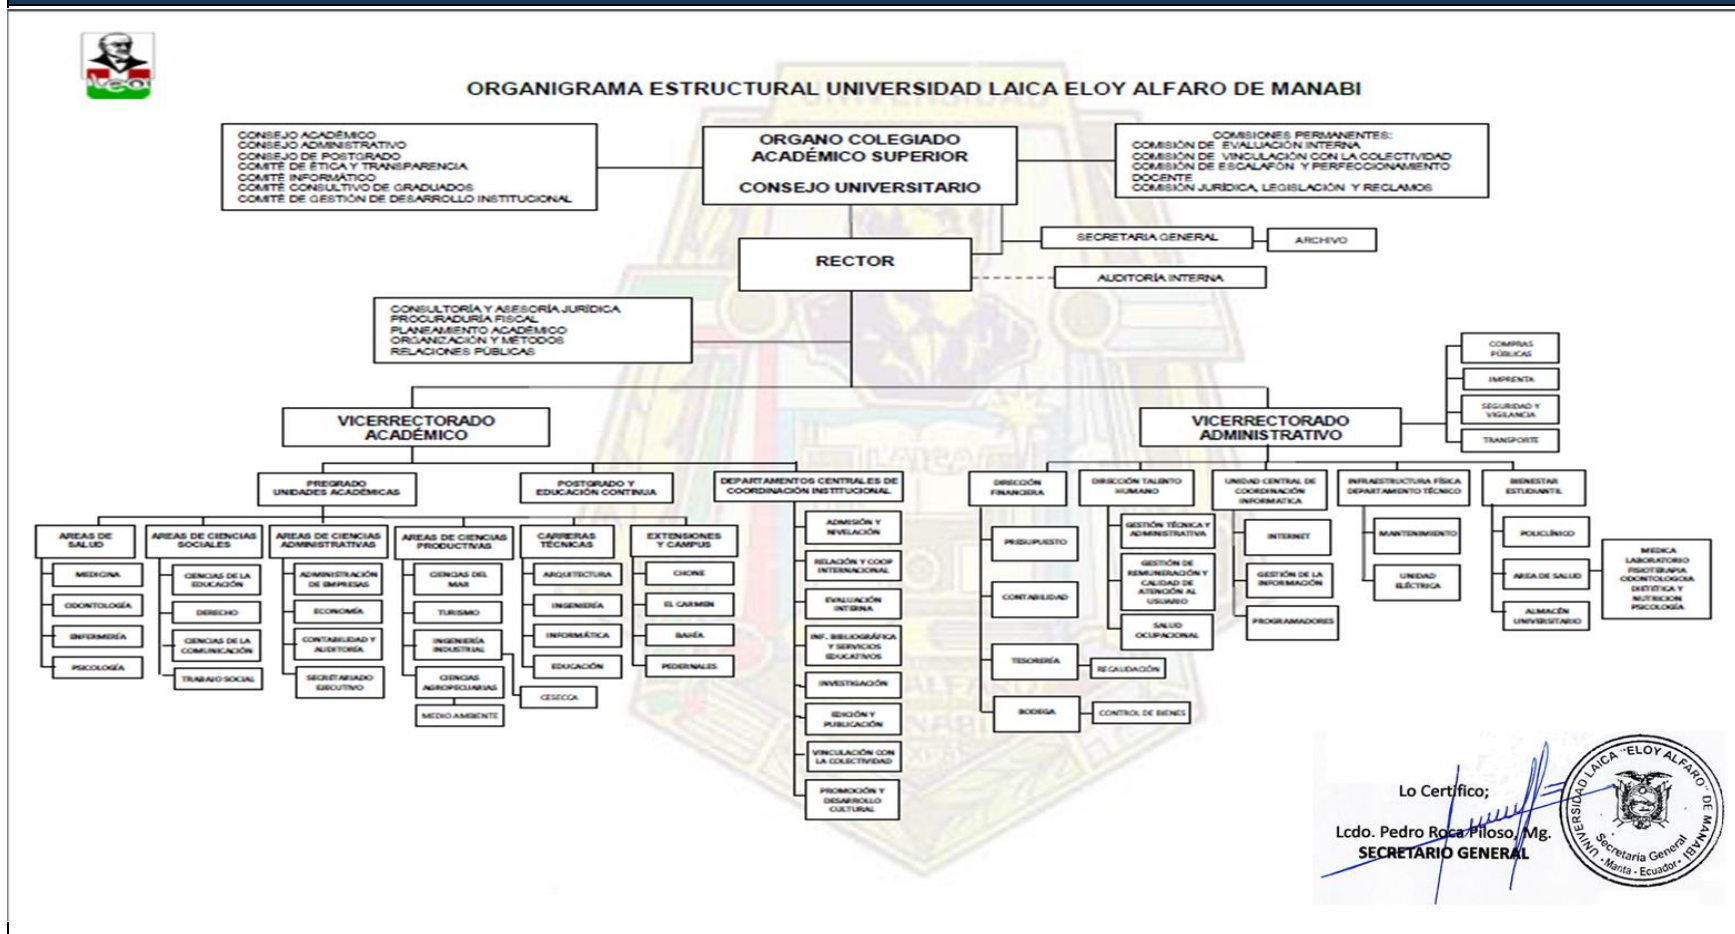 ORGANIGRAMA ESTRUCTURAL UNIVERSIDAD LAICA ELOY ALFARO DE MANABI
CONSEJO ACADÉMICO
CONSEJO ADMINISTRATIVO
CONSEJO DE POSTGRADO
COMITÉ DE ÉTICA Y TRANSPARENCIA
COMITÉ INFORMÁTICO
COMITÉ CONSULTIVO DE GRADUADOS
COMITÉ DE GESTIÓN DE DESARROLLO INSTITUCIONAL
ORGANO COLEGIADO
ACADÉMICO SUPERIOR
CONSEJO UNIVERSITARIO
COMISIONES PERMANENTES:
COMISIÓN DE EVALUACIÓN INTERNA
COMISIÓN DE VINCULACIÓN CON LA COLECTIVIDAD
COMISIÓN DE ESCALAFÓN Y PERFECCIONAMIENTO
DOCENTE
COMISIÓN JURÍDICA, LEGISLACIÓN Y RECLAMOS
SECRETARIA GENERAL
ARCHIVO
RECTOR
AUDITORÍA INTERNA
CONSULTORÍA Y ASESORÍA JURÍDICA
PROCURADURÍA FISCAL
PLANEAMIENTO ACADÉMICO
ORGANIZACIÓN Y MÉTODOS
RELACIONES PÚBLICAS
COMPRAS
PÚBLICAS
IMPRENTA
SEGURIDAD Y
VIGILANCIA
TRANSPORTE
VICERRECTORADO
ACADÉMICO
VICERRECTORADO
ADMINISTRATIVO
PREGRADO
UNIDADES ACADÉMICAS
POSTGRADO Y
EDUCACIÓN CONTINUA
DEPARTAMENTOS CENTRALES DE
COORDINACIÓN INSTITUCIONAL
DIRECCIÓN
FINANCIERA
DIRECCIÓN TALENTO
HUMANO
UNIDAD CENTRAL DE
COORDINACIÓN
INFORMATICA
INFRAESTRUCTURA FÍSICA
DEPARTAMENTO TÉCNICO
BIENESTAR
ESTUDIANTIL
AREAS DE
SALUD
MEDICINA
ODONTOLOGÍA
ENFERMERÍA
PSICOLOGÍA
AREAS DE CIENCIAS
SOCIALES
CIENCIAS DE LA
EDUCACIÓN
DERECHO
CIENCIAS DE LA
COMUNICACIÓN
TRABAJO SOCIAL
AREAS DE CIENCIAS
ADMINISTRATIVAS
ADMINISTRACIÓN
DE EMPRESAS
ECONOMÍA
CONTABILIDAD Y
AUDITORÍA
SECRETARIADO
EJECUTIVO
AREAS DE CIENCIAS
PRODUCTIVAS
CIENCIAS DEL
MAR
TURISMO
INGENIERÍA
INDUSTRIAL
CIENCIAS
AGROPECUARIAS
MEDIO AMBIENTE
CARRERAS
TÉCNICAS
ARQUITECTURA
INGENIERÍA
INFORMÁTICA
EDUCACIÓN
CESECCA
EXTENSIONES
Y CAMPUS
CHONE
EL CARMEN
BAHÍA
PEDERNALES
ADMISIÓN Y
NIVELACIÓN
RELACIÓN Y COOP
INTERNACIONAL
EVALUACIÓN
INTERNA
INF. BIBLIOGRÁFICA
Y SERVICIOS
EDUCATIVOS
INVESTIGACIÓN
EDICIÓN Y
PUBLICACIÓN
VINCULACIÓN CON
LA COLECTIVIDAD
PROMOCIÓN Y
DESARROLLO
CULTURAL
PRESUPUESTO
CONTABILIDAD
TESORERÍA
RECAUDACIÓN
BODEGA
CONTROL DE BIENES
GESTIÓN TÉCNICA Y
ADMINISTRATIVA
GESTIÓN DE
REMUNERACIÓN Y
CALIDAD DE
ATENCIÓN AL
USUARIO
SALUD
OCUPACIONAL
INTERNET
GESTIÓN DE LA
INFORMACIÓN
PROGRAMADORES
MANTENIMIENTO
UNIDAD
ELÉCTRICA
POLICLÍNICO
AREA DE SALUD
ALMACÉN
UNIVERSITARIO
MEDICA
LABORATORIO
FISIOTERAPIA
ODONTOLOGOIA
DIETÉTICA Y
NUTRICION
PSICOLOGÍA
Lo Certifico;
Lcdo. Pedro Roca Piloso, Mg.
SECRETARIO GENERAL
UNIVERSIDAD LAICA "ELOY ALFARO" DE MANABI
Secretaría General
Manta - Ecuador